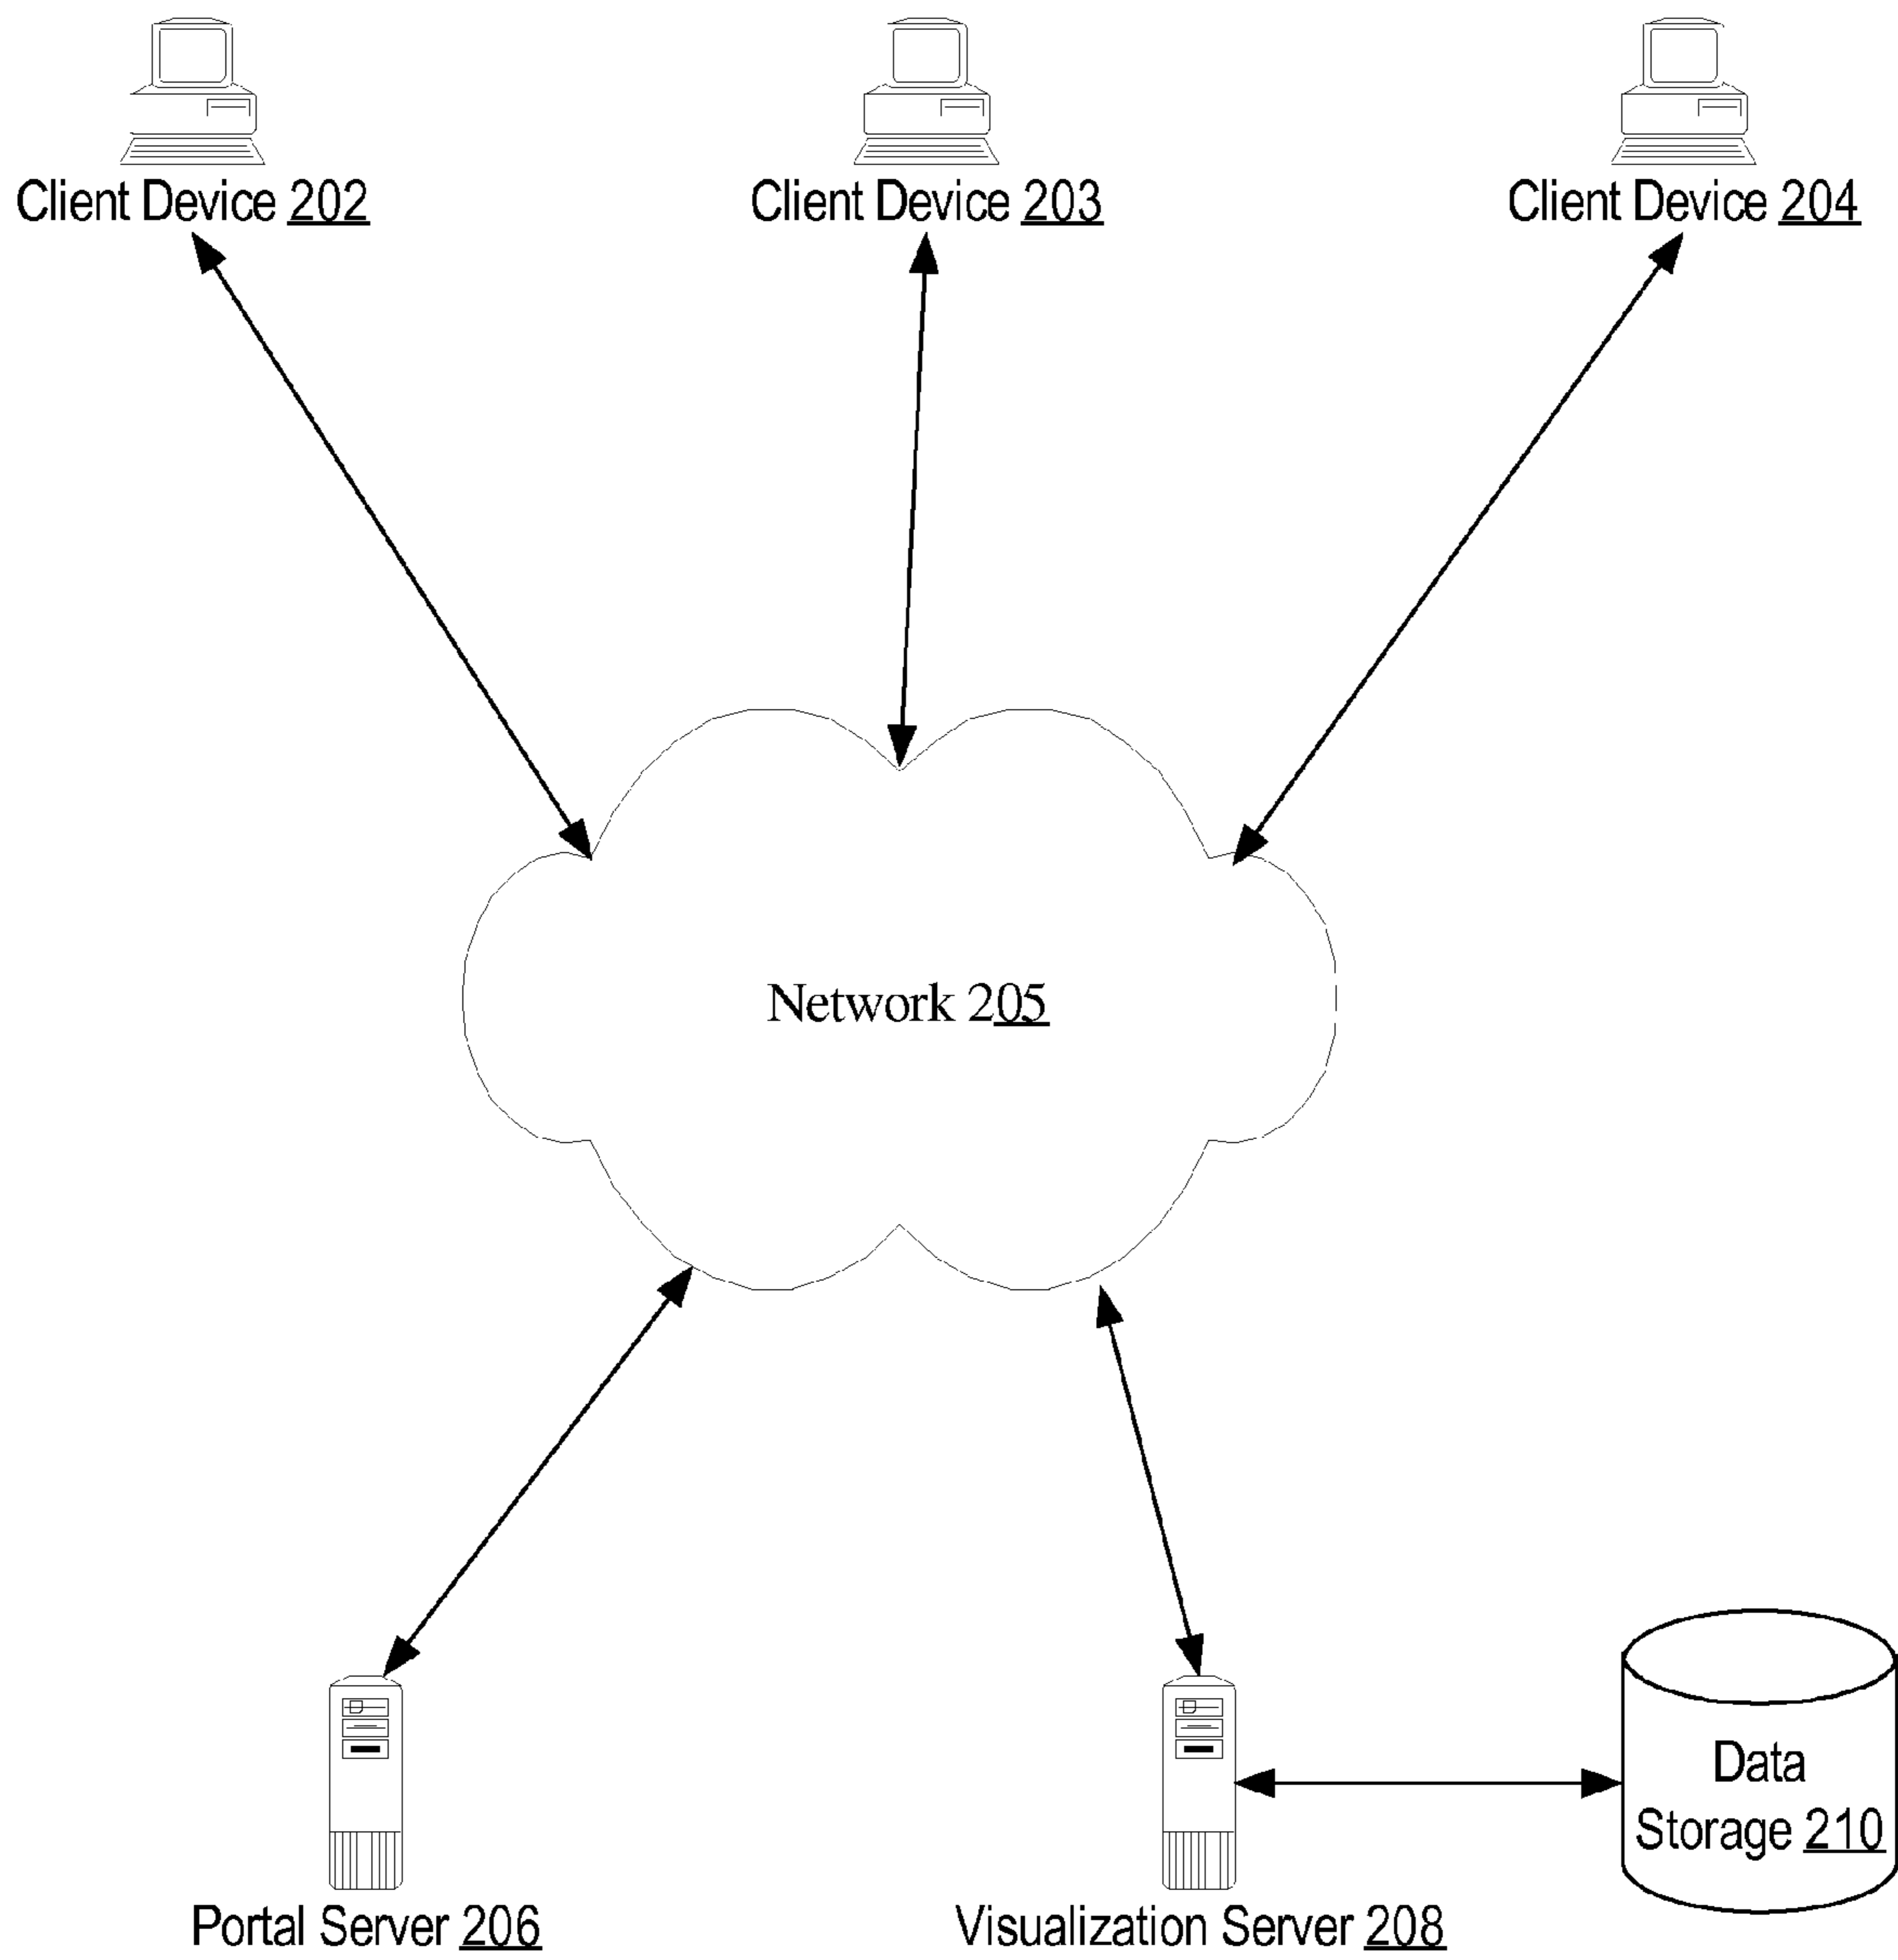 Client Device 202
Client Device 203
Client Device 204
Network 205
Data
Storage 210
Portal Server 206
Visualization Server 208